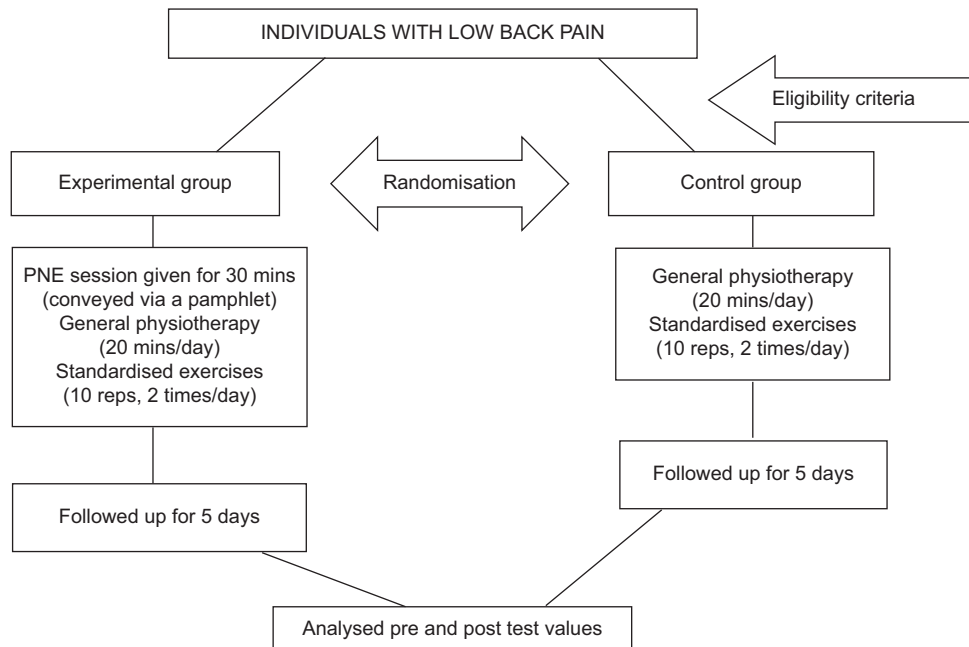 INDIVIDUALS WITH LOW BACK PAIN
Eligibility criteria
Experimental group
Randomisation
Control group
PNE session given for 30 mins
(conveyed via a pamphlet)
General physiotherapy
(20 mins/day)
Standardised exercises
(10 reps, 2 times/day)
General physiotherapy
(20 mins/day)
Standardised exercises
(10 reps, 2 times/day)
Followed up for 5 days
Followed up for 5 days
Analysed pre and post test values